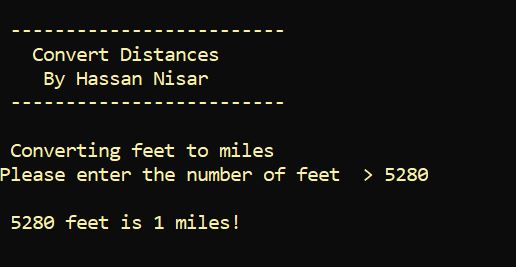 -------------------------
Convert Distances
By Hassan Nisar
-------------------------
Converting feet to miles
Please enter the number of feet  > 5280
5280 feet is 1 miles!